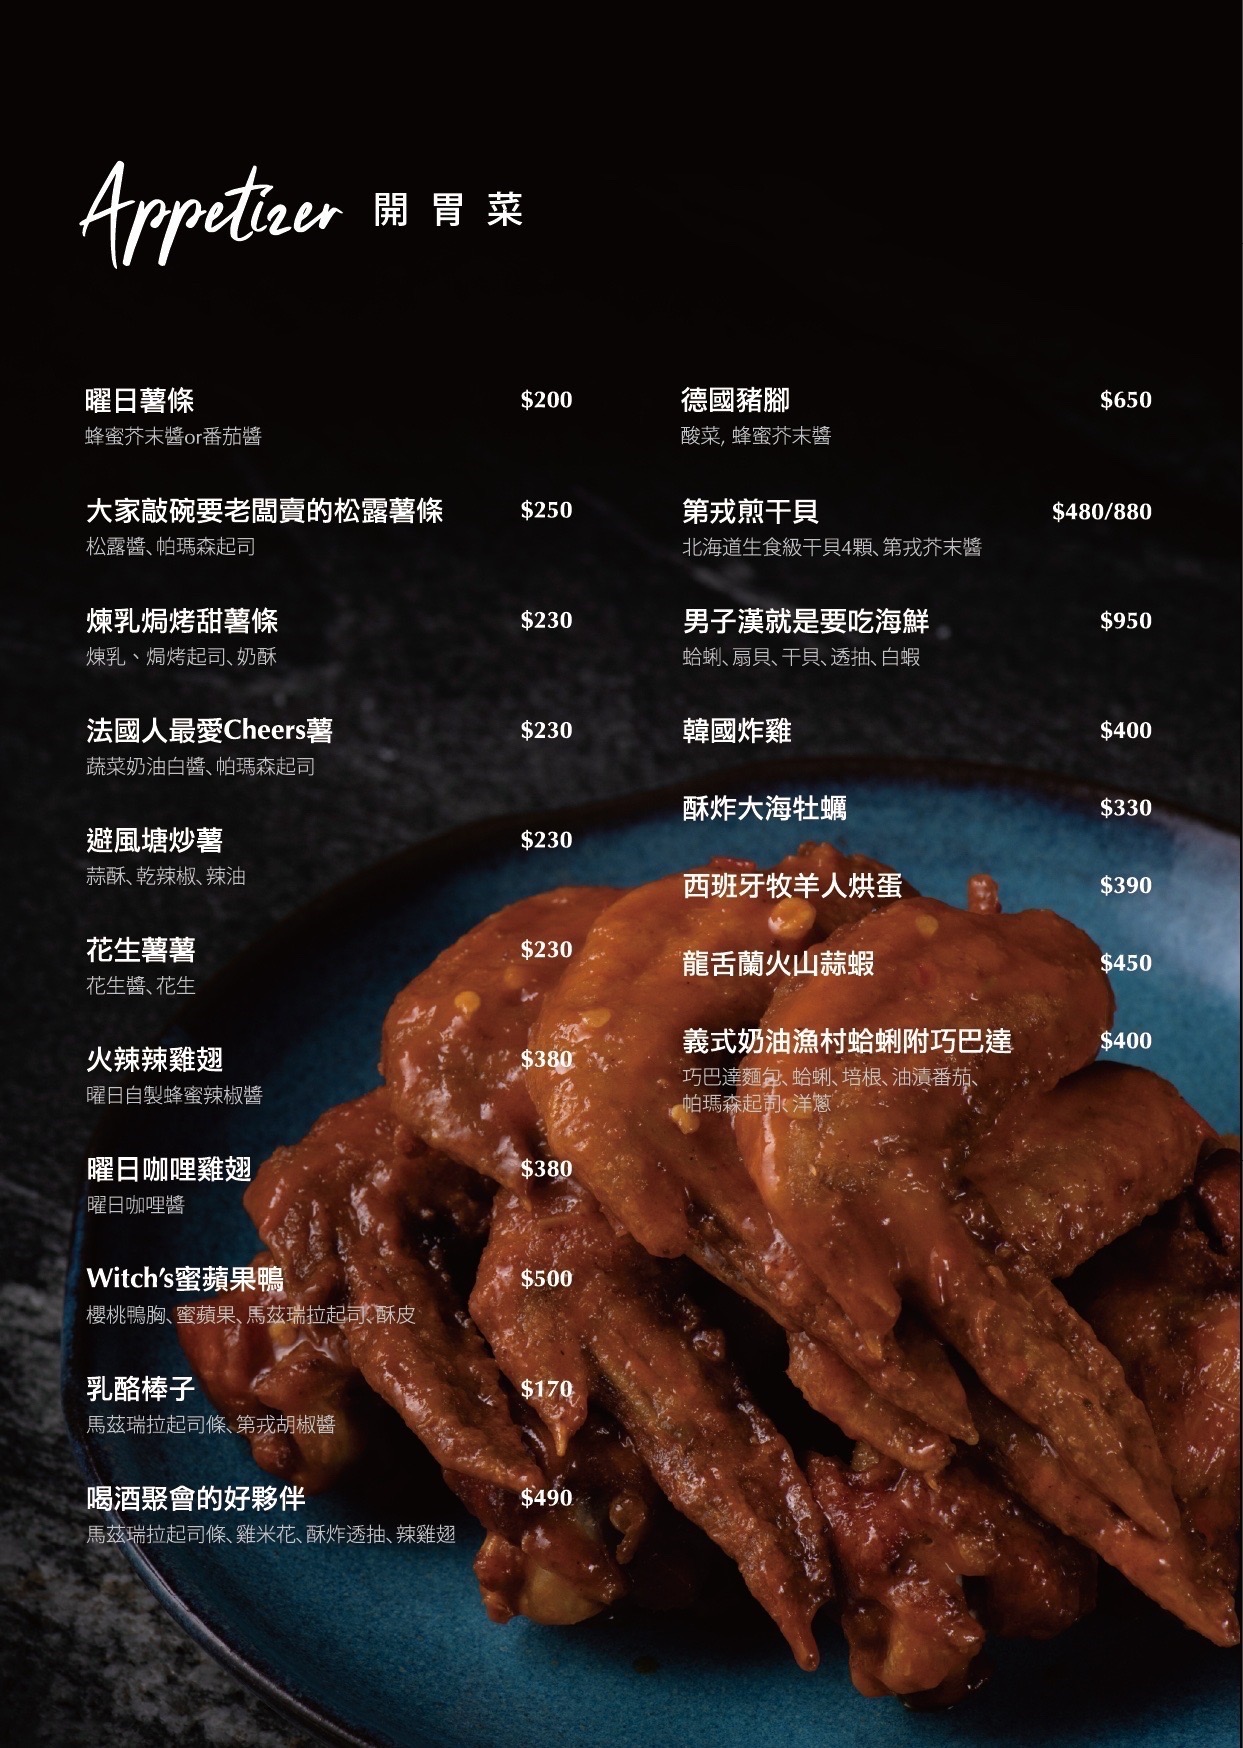 Appetizer 開胃菜
曜日薯條 $200
蜂蜜芥末醬or番茄醬
大家敲碗要老闆賣的松露薯條 $250
松露醬、帕瑪森起司
煉乳焗烤甜薯條 $230
煉乳、焗烤起司、奶酥
法國人最愛Cheers薯 $230
蔬菜奶油白醬、帕瑪森起司
避風塘炒薯 $230
蒜酥、乾辣椒、辣油
花生薯薯 $230
花生醬、花生
火辣辣雞翅 $380
曜日自製蜂蜜辣椒醬
曜日咖哩雞翅 $380
曜日咖哩醬
Witch's蜜蘋果鴨 $500
櫻桃鴨胸、蜜蘋果、馬茲瑞拉起司、酥皮
乳酪棒子 $170
馬茲瑞拉起司條、第戎胡椒醬
喝酒聚會的好夥伴 $490
馬茲瑞拉起司條、雞米花、酥炸透抽、辣雞翅
德國豬腳 $650
酸菜, 蜂蜜芥末醬
第戎煎干貝 $480/880
北海道生食級干貝4顆、第戎芥末醬
男子漢就是要吃海鮮 $950
蛤蜊、扇貝、干貝、透抽、白蝦
韓國炸雞 $400
酥炸大海牡蠣 $330
西班牙牧羊人烘蛋 $390
龍舌蘭火山蒜蝦 $450
義式奶油漁村蛤蜊附巧巴達 $400
巧巴達麵包、蛤蜊、培根、油漬番茄、
帕瑪森起司、洋蔥